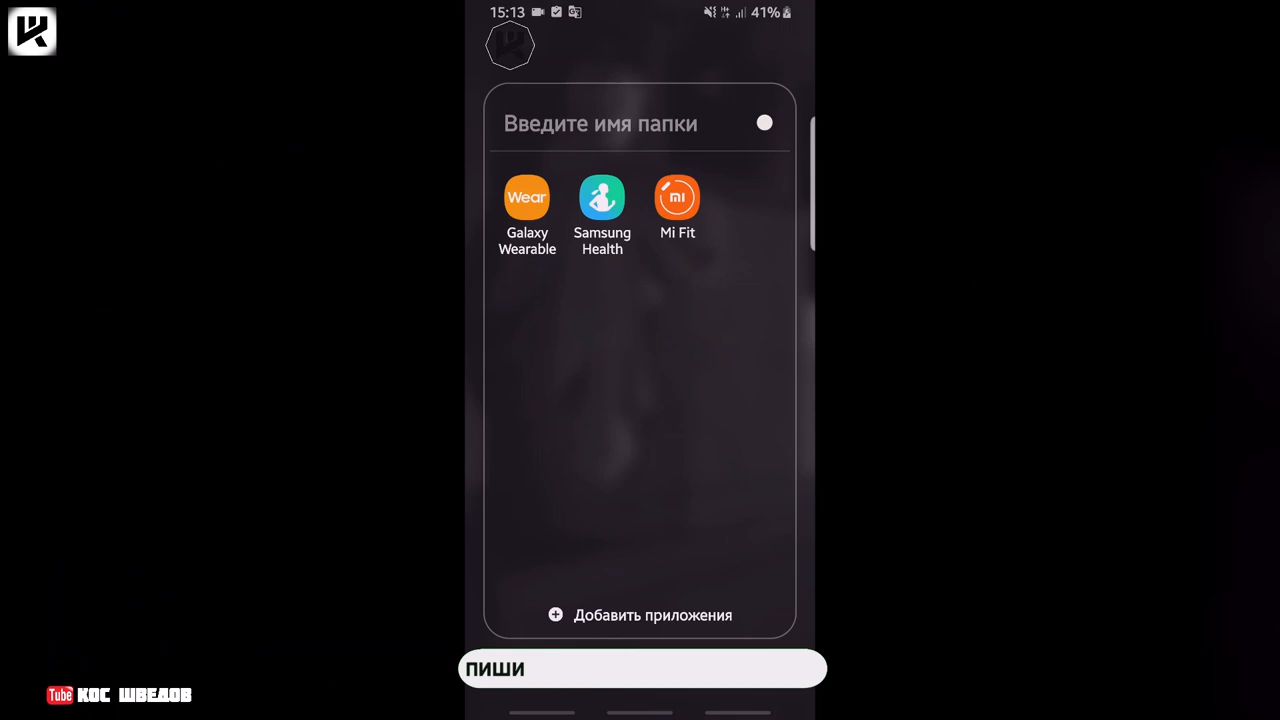 15:13
41%
Введите имя папки
Wear
Galaxy
Wearable
Samsung
Health
Mi Fit
Добавить приложения
ПИШИ
Tube КОС ШВЕДОВ